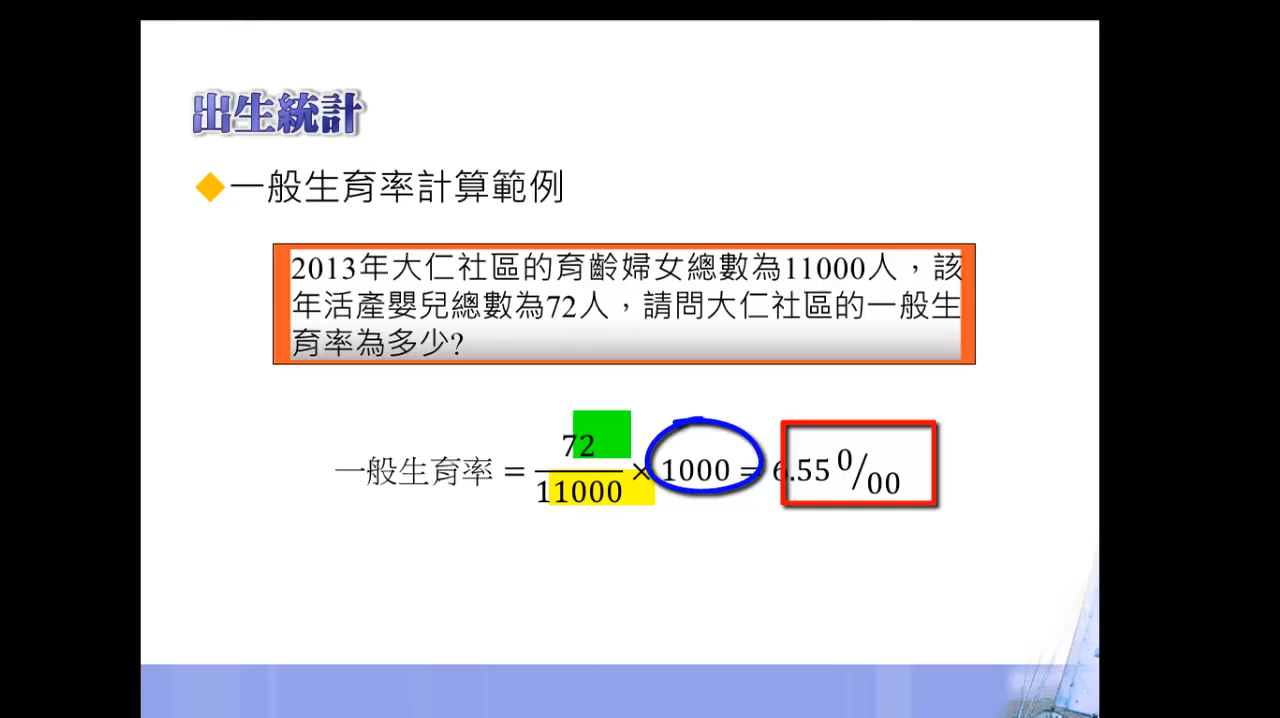 出生統計
一般生育率計算範例
2013年大仁社區的育齡婦女總數為11000人，該
年活產嬰兒總數為72人，請問大仁社區的一般生
育率為多少?
一般生育率 = 72/11000 × 1000 = 6.55 0/00